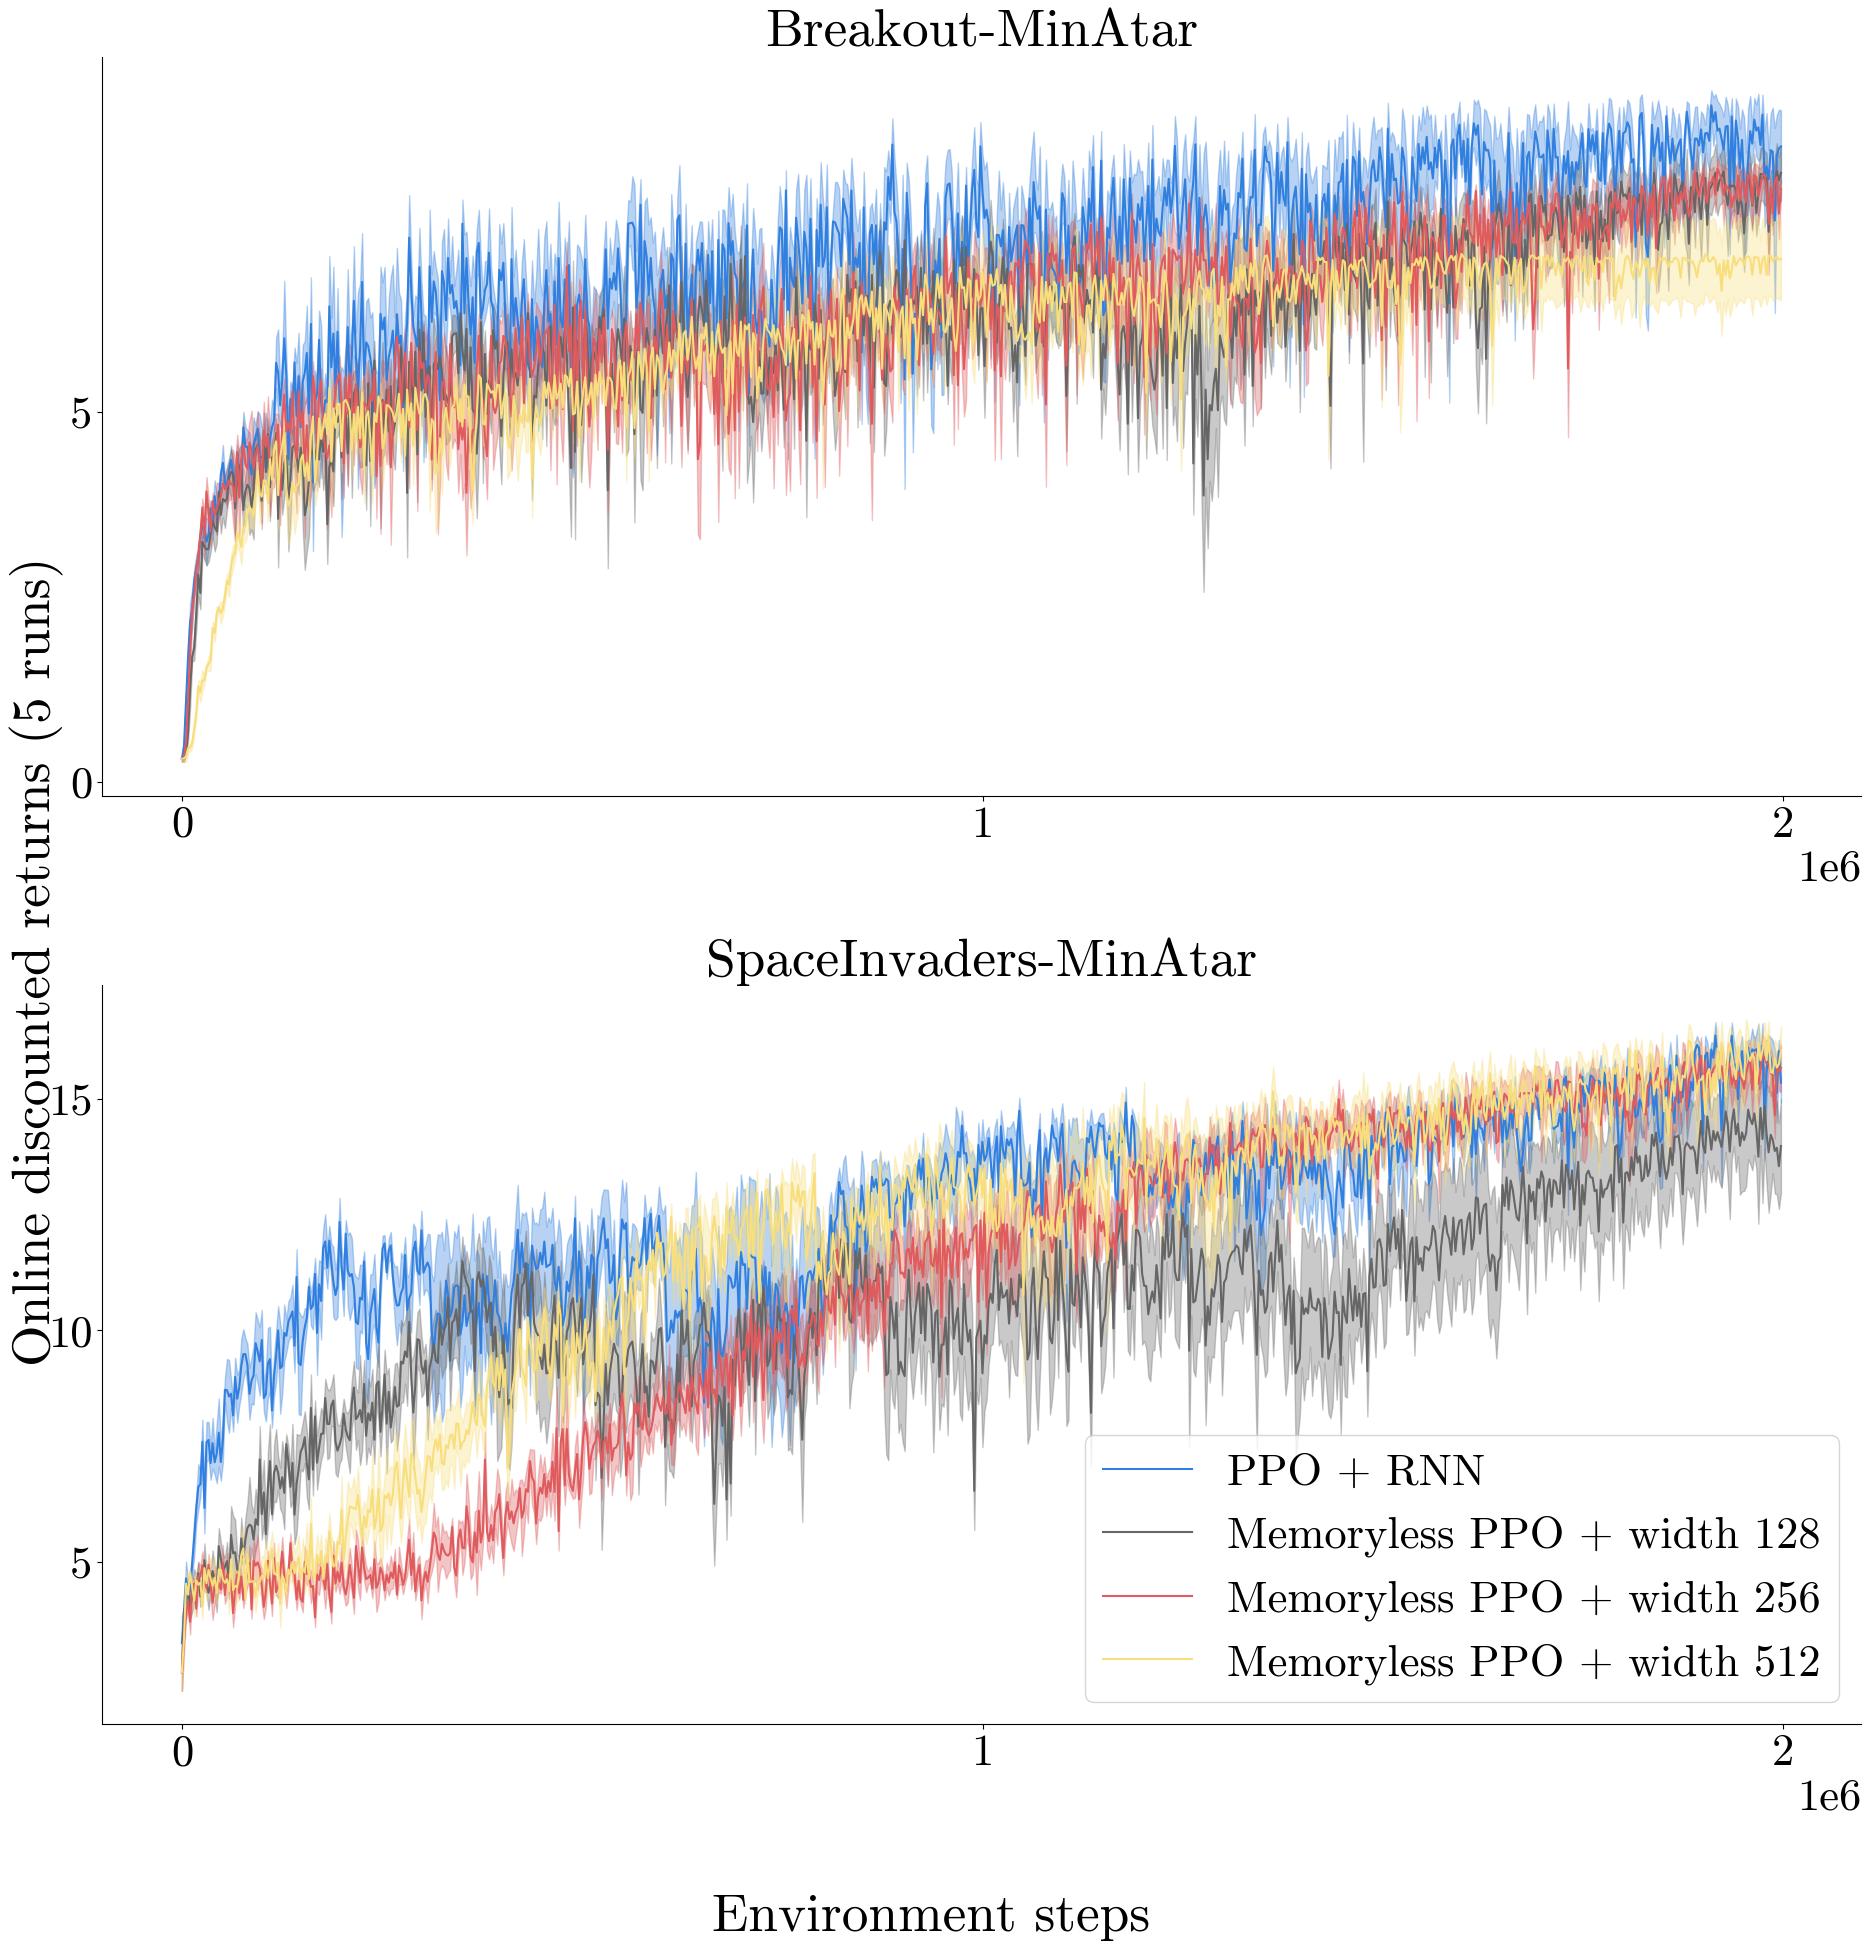 Breakout-MinAtar
5
0
0 1 2
1e6
SpaceInvaders-MinAtar
15
10
5
0 1 2
1e6
PPO + RNN
Memoryless PPO + width 128
Memoryless PPO + width 256
Memoryless PPO + width 512
Online discounted returns (5 runs)
Environment steps